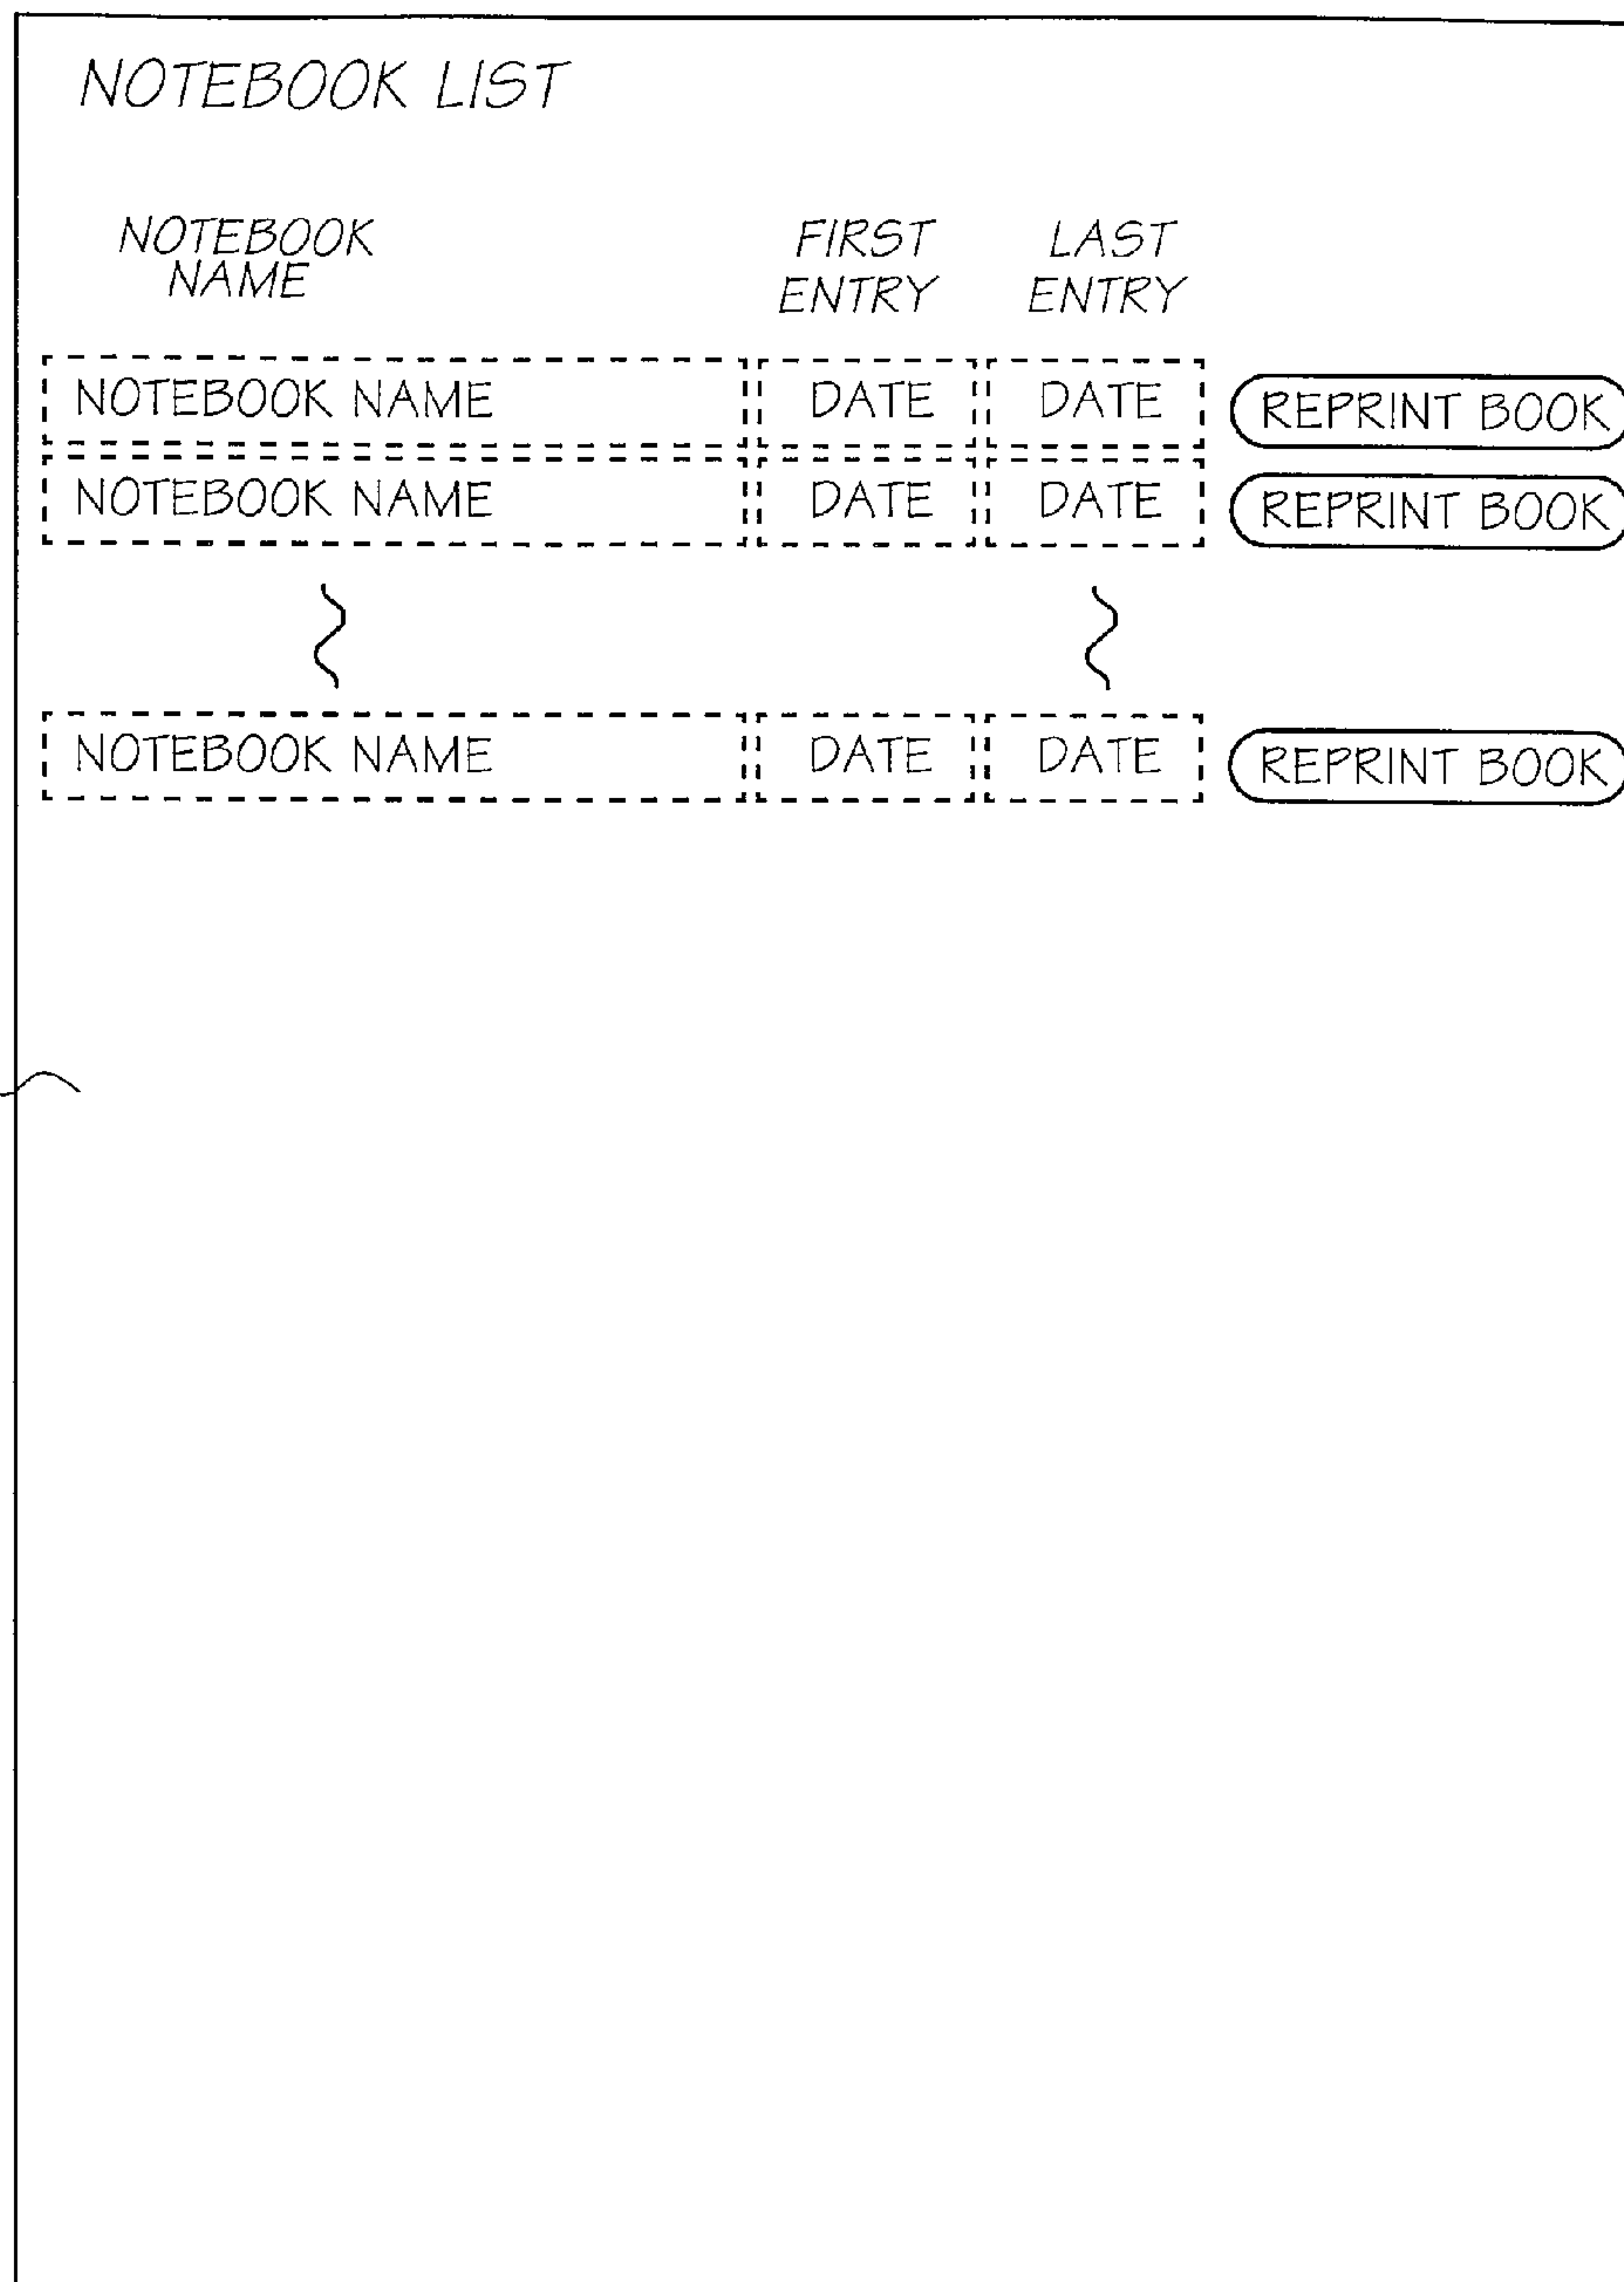 NOTEBOOK LIST
NOTEBOOK NAME
FIRST ENTRY
LAST ENTRY
NOTEBOOK NAME DATE DATE REPRINT BOOK
NOTEBOOK NAME DATE DATE REPRINT BOOK
NOTEBOOK NAME DATE DATE REPRINT BOOK